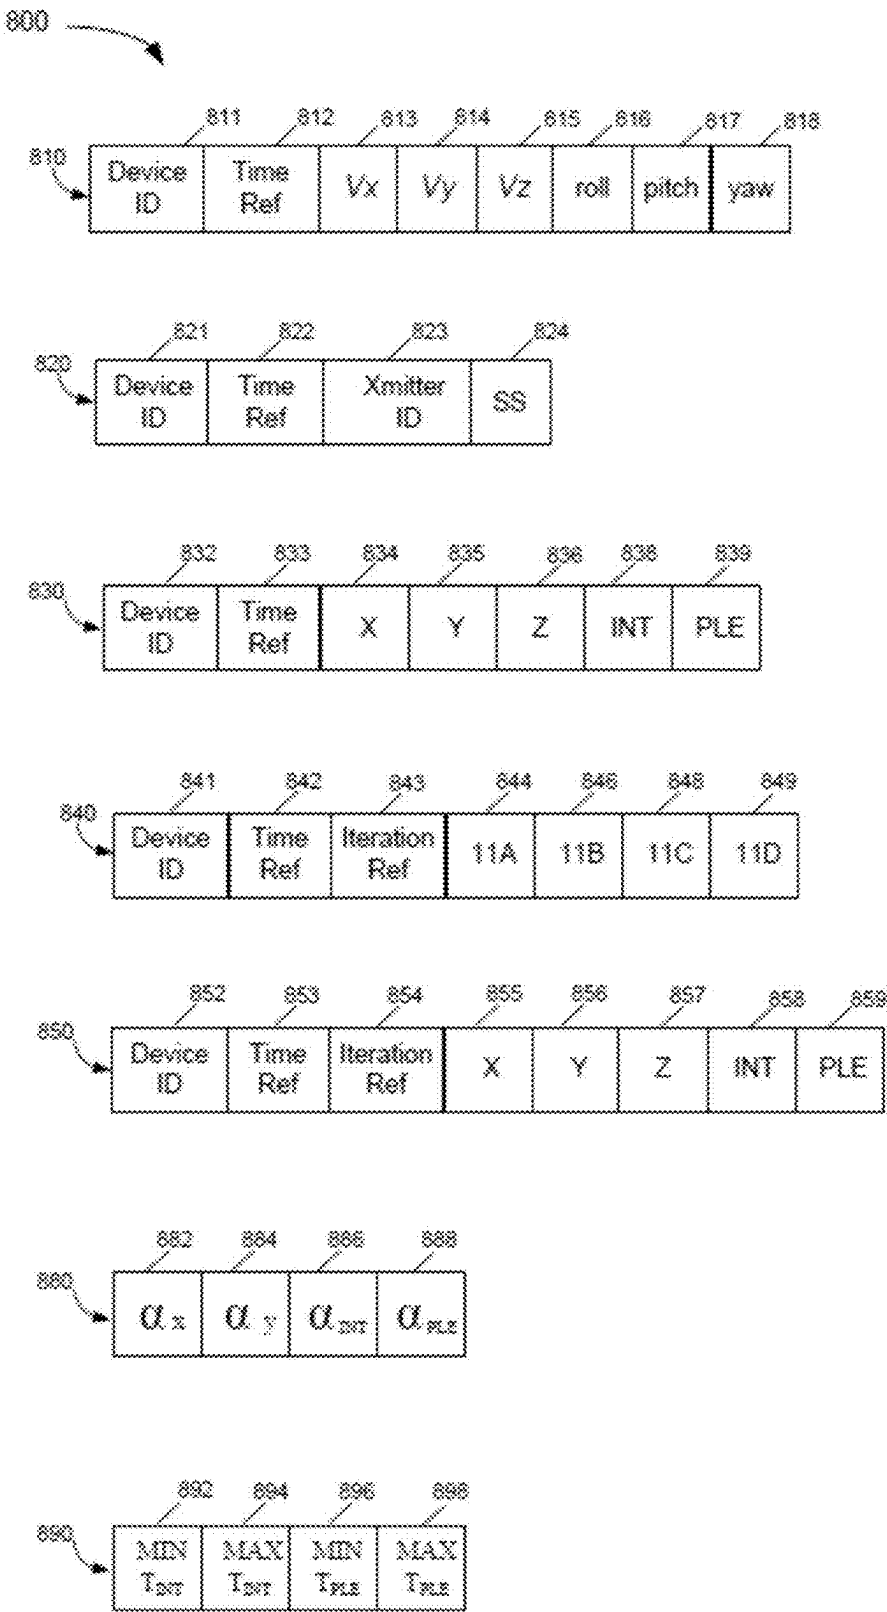 800
811 812 813 814 815 816 817 818
810
Device ID Time Ref Vx Vy Vz roll pitch yaw
821 822 823 824
820
Device ID Time Ref Xmitter ID SS
832 833 834 835 836 838 839
830
Device ID Time Ref X Y Z INT PLE
841 842 843 844 846 848 849
840
Device ID Time Ref Iteration Ref 11A 11B 11C 11D
852 853 854 855 856 857 858 859
850
Device ID Time Ref Iteration Ref X Y Z INT PLE
882 884 886 888
880
α x α y α INT α PLE
892 894 896 898
890
MIN TINT MAX TINT MIN TPLE MAX TPLE